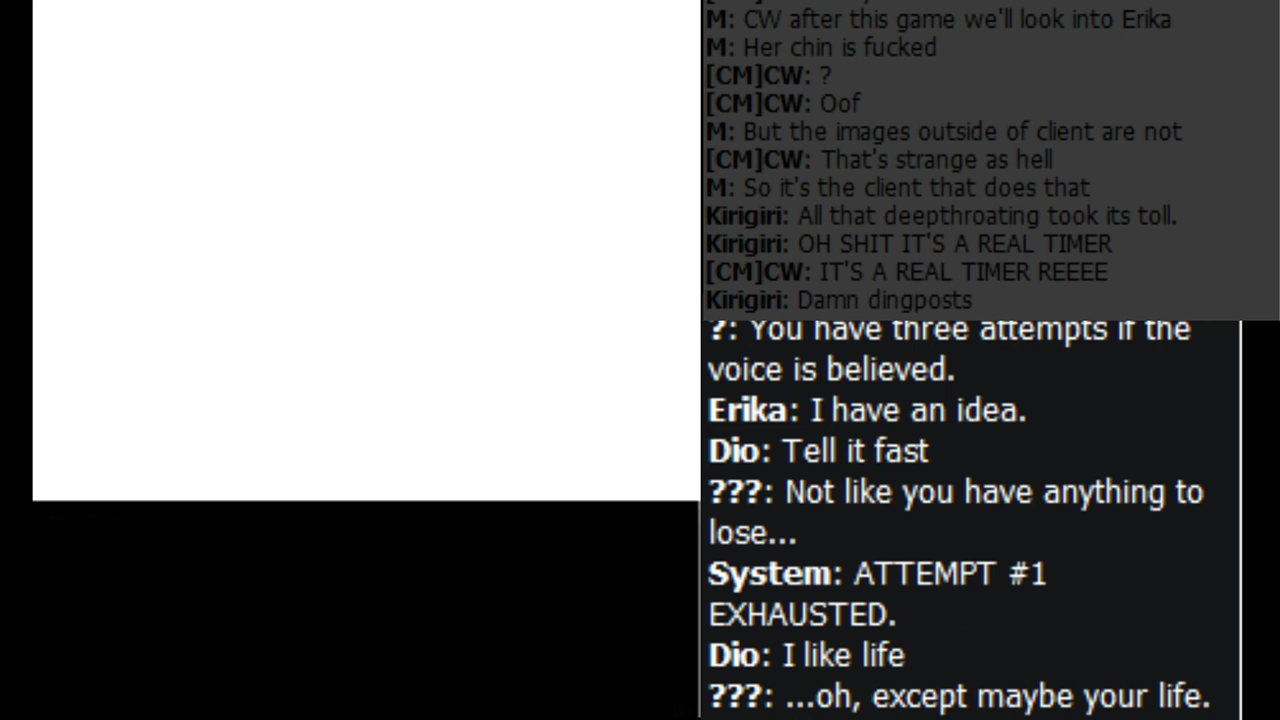 M: CW after this game we'll look into Erika
M: Her chin is fucked
[CM]CW: ?
[CM]CW: Oof
M: But the images outside of client are not
[CM]CW: That's strange as hell
M: So it's the client that does that
Kirigiri: All that deepthroating took its toll.
Kirigiri: OH SHIT IT'S A REAL TIMER
[CM]CW: IT'S A REAL TIMER REEEE
Kirigiri: Damn dingposts
?: You have three attempts if the
voice is believed.
Erika: I have an idea.
Dio: Tell it fast
???: Not like you have anything to
lose...
System: ATTEMPT #1
EXHAUSTED.
Dio: I like life
???: ...oh, except maybe your life.